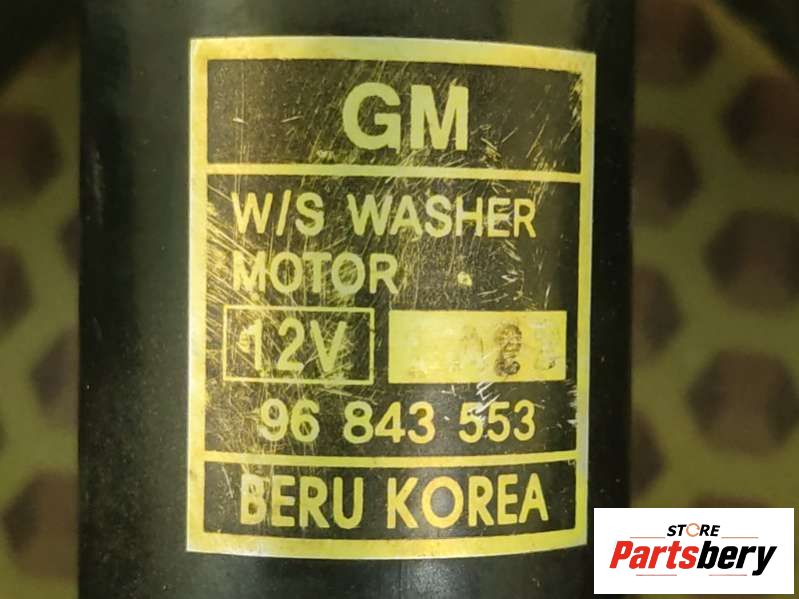 GM
W/S WASHER
MOTOR
12V
96 843 553
BERU KOREA
STORE
Partsbery